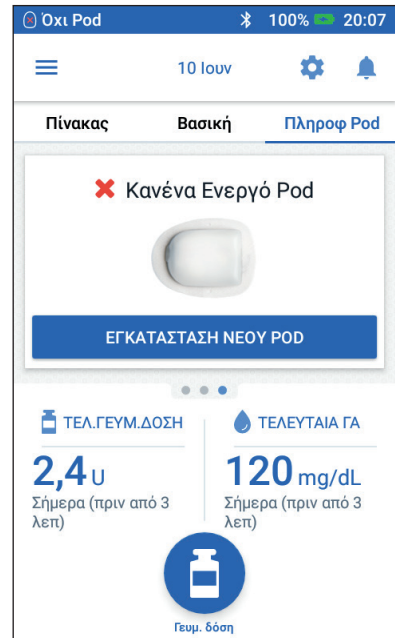 Όχι Pod 100% 20:07
10 Ιουν
Πίνακας Βασική Πληροφ Pod
Κανένα Ενεργό Pod
ΕΓΚΑΤΑΣΤΑΣΗ ΝΕΟΥ POD
ΤΕΛ.ΓΕΥΜ.ΔΟΣΗ
2,4 U
Σήμερα (πριν από 3
λεπ)
ΤΕΛΕΥΤΑΙΑ ΓΑ
120 mg/dL
Σήμερα (πριν από 3
λεπ)
Γευμ. δόση